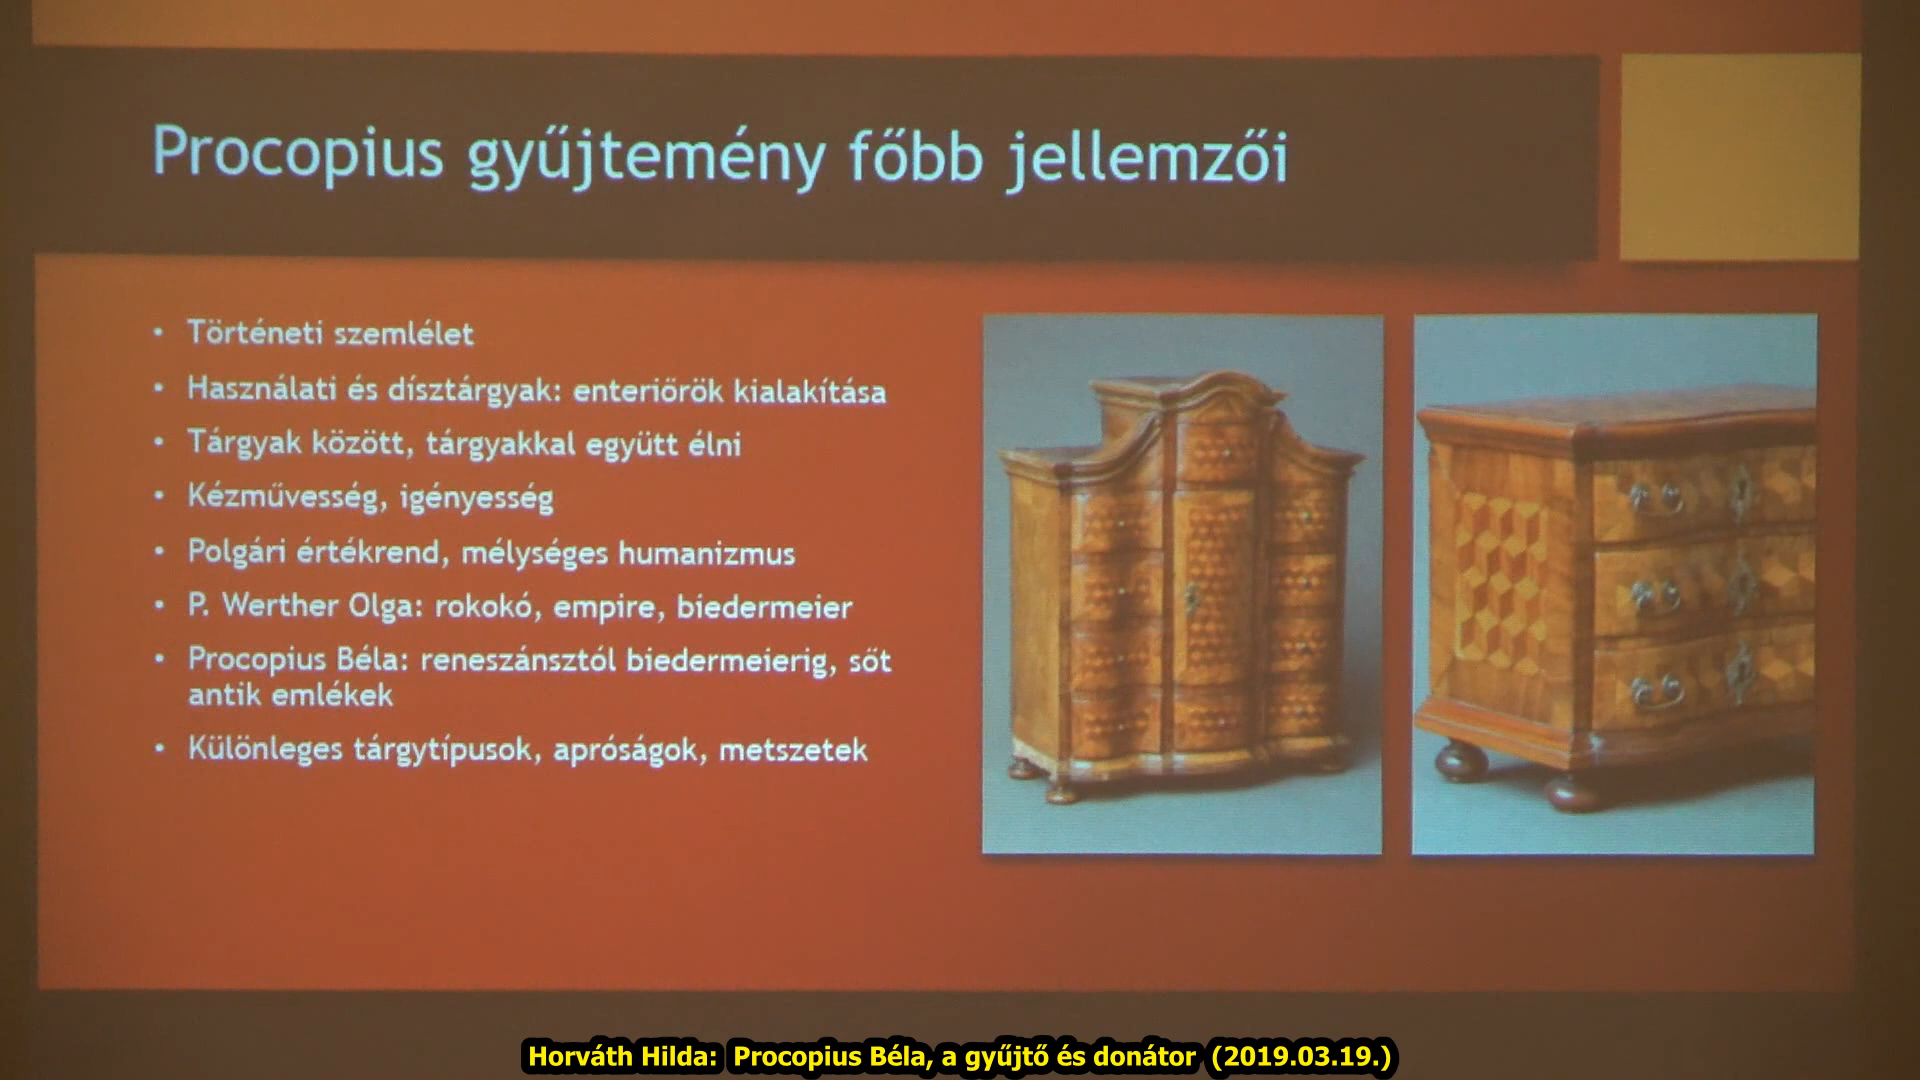 Procopius gyűjtemény főbb jellemzői
• Történeti szemlélet
• Használati és dísztárgyak: enteriőrök kialakítása
• Tárgyak között, tárgyakkal együtt élni
• Kézművesség, igényesség
• Polgári értékrend, mélységes humanizmus
• P. Werther Olga: rokokó, empire, biedermeier
• Procopius Béla: reneszánsztól biedermeierig, sőt
antik emlékek
• Különleges tárgytípusok, apróságok, metszetek
Horváth Hilda: Procopius Béla, a gyűjtő és donátor (2019.03.19.)